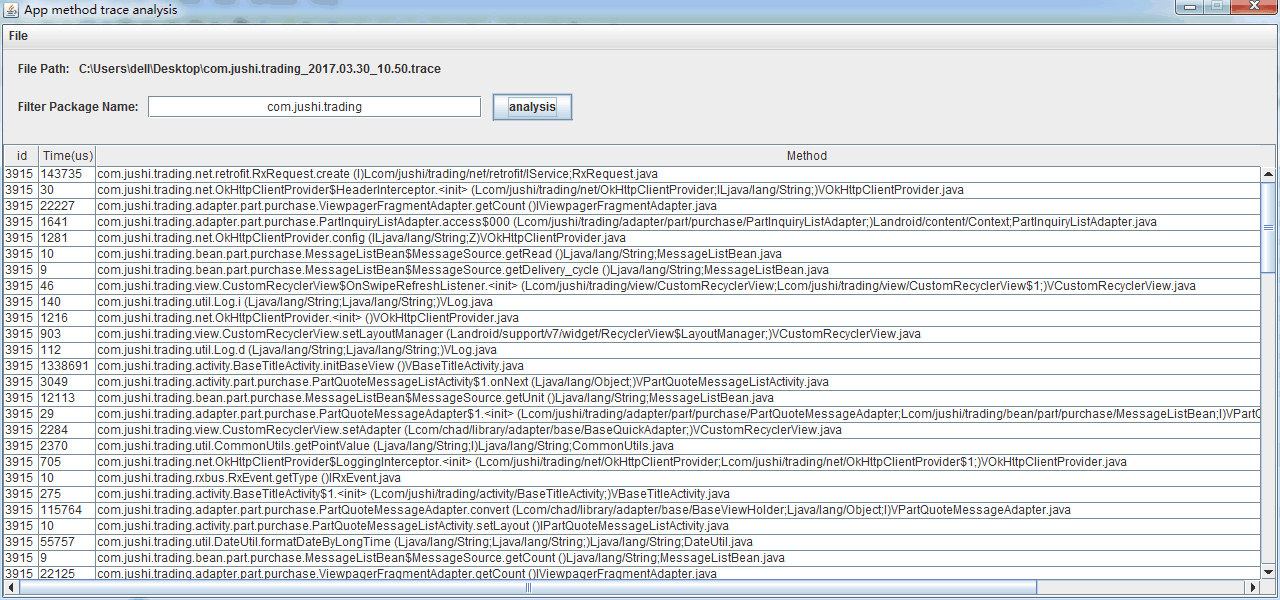 App method trace analysis
File
File Path: C:\Users\dell\Desktop\com.jushi.trading_2017.03.30_10.50.trace
Filter Package Name: com.jushi.trading analysis
id Time(us) Method
3915 143735 com.jushi.trading.net.retrofit.RxRequest.create (I)Lcom/jushi/trading/net/retrofit/IService;RxRequest.java
3915 30 com.jushi.trading.net.OkHttpClientProvider$HeaderInterceptor.<init> (Lcom/jushi/trading/net/OkHttpClientProvider;ILjava/lang/String;)VOkHttpClientProvider.java
3915 22227 com.jushi.trading.adapter.part.purchase.ViewpagerFragmentAdapter.getCount ()IViewpagerFragmentAdapter.java
3915 1641 com.jushi.trading.adapter.part.purchase.PartInquiryListAdapter.access$000 (Lcom/jushi/trading/adapter/part/purchase/PartInquiryListAdapter;)Landroid/content/Context;PartInquiryListAdapter.java
3915 1281 com.jushi.trading.net.OkHttpClientProvider.config (ILjava/lang/String;Z)VOkHttpClientProvider.java
3915 10 com.jushi.trading.bean.part.purchase.MessageListBean$MessageSource.getRead ()Ljava/lang/String;MessageListBean.java
3915 9 com.jushi.trading.bean.part.purchase.MessageListBean$MessageSource.getDelivery_cycle ()Ljava/lang/String;MessageListBean.java
3915 46 com.jushi.trading.view.CustomRecyclerView$OnSwipeRefreshListener.<init> (Lcom/jushi/trading/view/CustomRecyclerView;Lcom/jushi/trading/view/CustomRecyclerView$1;)VCustomRecyclerView.java
3915 140 com.jushi.trading.util.Log.i (Ljava/lang/String;Ljava/lang/String;)VLog.java
3915 1216 com.jushi.trading.net.OkHttpClientProvider.<init> ()VOkHttpClientProvider.java
3915 903 com.jushi.trading.view.CustomRecyclerView.setLayoutManager (Landroid/support/v7/widget/RecyclerView$LayoutManager;)VCustomRecyclerView.java
3915 112 com.jushi.trading.util.Log.d (Ljava/lang/String;Ljava/lang/String;)VLog.java
3915 1338691 com.jushi.trading.activity.BaseTitleActivity.initBaseView ()VBaseTitleActivity.java
3915 3049 com.jushi.trading.activity.part.purchase.PartQuoteMessageListActivity$1.onNext (Ljava/lang/Object;)VPartQuoteMessageListActivity.java
3915 12113 com.jushi.trading.bean.part.purchase.MessageListBean$MessageSource.getUnit ()Ljava/lang/String;MessageListBean.java
3915 29 com.jushi.trading.adapter.part.purchase.PartQuoteMessageAdapter$1.<init> (Lcom/jushi/trading/adapter/part/purchase/PartQuoteMessageAdapter;Lcom/jushi/trading/bean/part/purchase/MessageListBean;I)VPartQ
3915 2284 com.jushi.trading.view.CustomRecyclerView.setAdapter (Lcom/chad/library/adapter/base/BaseQuickAdapter;)VCustomRecyclerView.java
3915 2370 com.jushi.trading.util.CommonUtils.getPointValue (Ljava/lang/String;I)Ljava/lang/String;CommonUtils.java
3915 705 com.jushi.trading.net.OkHttpClientProvider$LoggingInterceptor.<init> (Lcom/jushi/trading/net/OkHttpClientProvider;Lcom/jushi/trading/net/OkHttpClientProvider$1;)VOkHttpClientProvider.java
3915 10 com.jushi.trading.rxbus.RxEvent.getType ()IRxEvent.java
3915 275 com.jushi.trading.activity.BaseTitleActivity$1.<init> (Lcom/jushi/trading/activity/BaseTitleActivity;)VBaseTitleActivity.java
3915 115764 com.jushi.trading.adapter.part.purchase.PartQuoteMessageAdapter.convert (Lcom/chad/library/adapter/base/BaseViewHolder;Ljava/lang/Object;I)VPartQuoteMessageAdapter.java
3915 10 com.jushi.trading.activity.part.purchase.PartQuoteMessageListActivity.setLayout ()IPartQuoteMessageListActivity.java
3915 55757 com.jushi.trading.util.DateUtil.formatDateByLongTime (Ljava/lang/String;Ljava/lang/String;)Ljava/lang/String;DateUtil.java
3915 9 com.jushi.trading.bean.part.purchase.MessageListBean$MessageSource.getCount ()Ljava/lang/String;MessageListBean.java
3915 22125 com.jushi.trading.adapter.part.purchase.ViewpagerFragmentAdapter.getCount ()IViewpagerFragmentAdapter.java